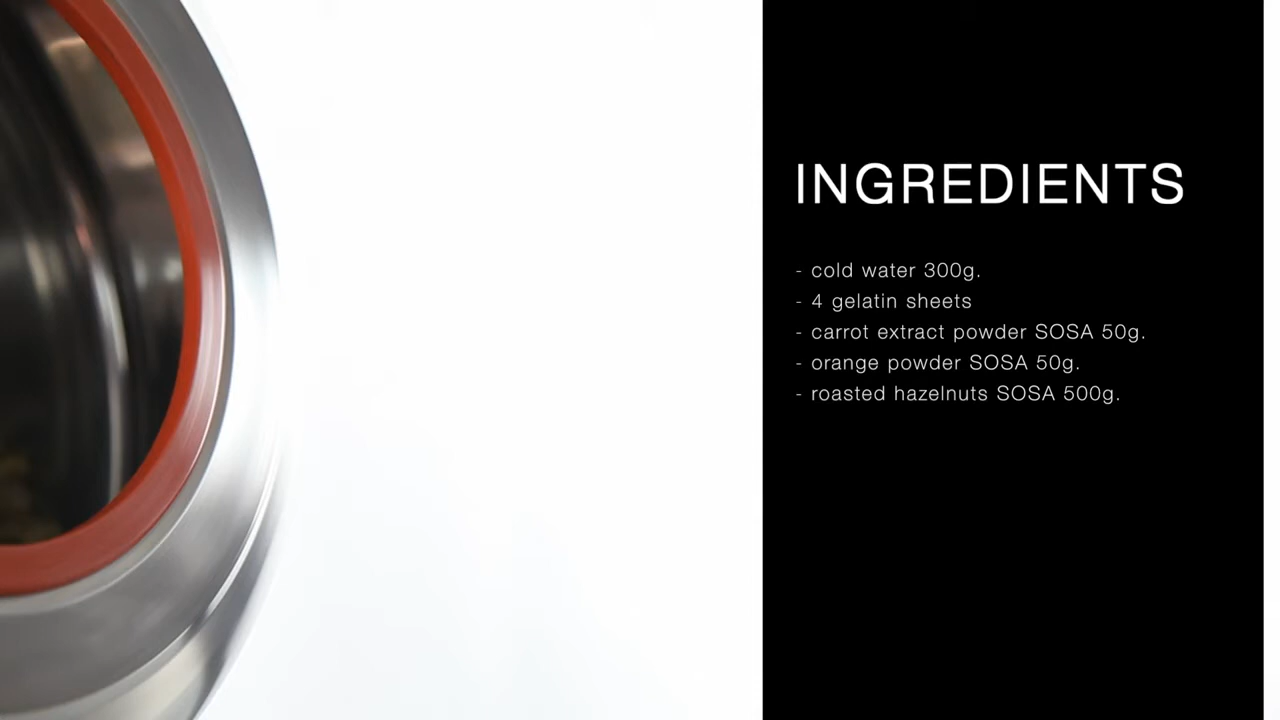 INGREDIENTS
- cold water 300g.
- 4 gelatin sheets
- carrot extract powder SOSA 50g.
- orange powder SOSA 50g.
- roasted hazelnuts SOSA 500g.